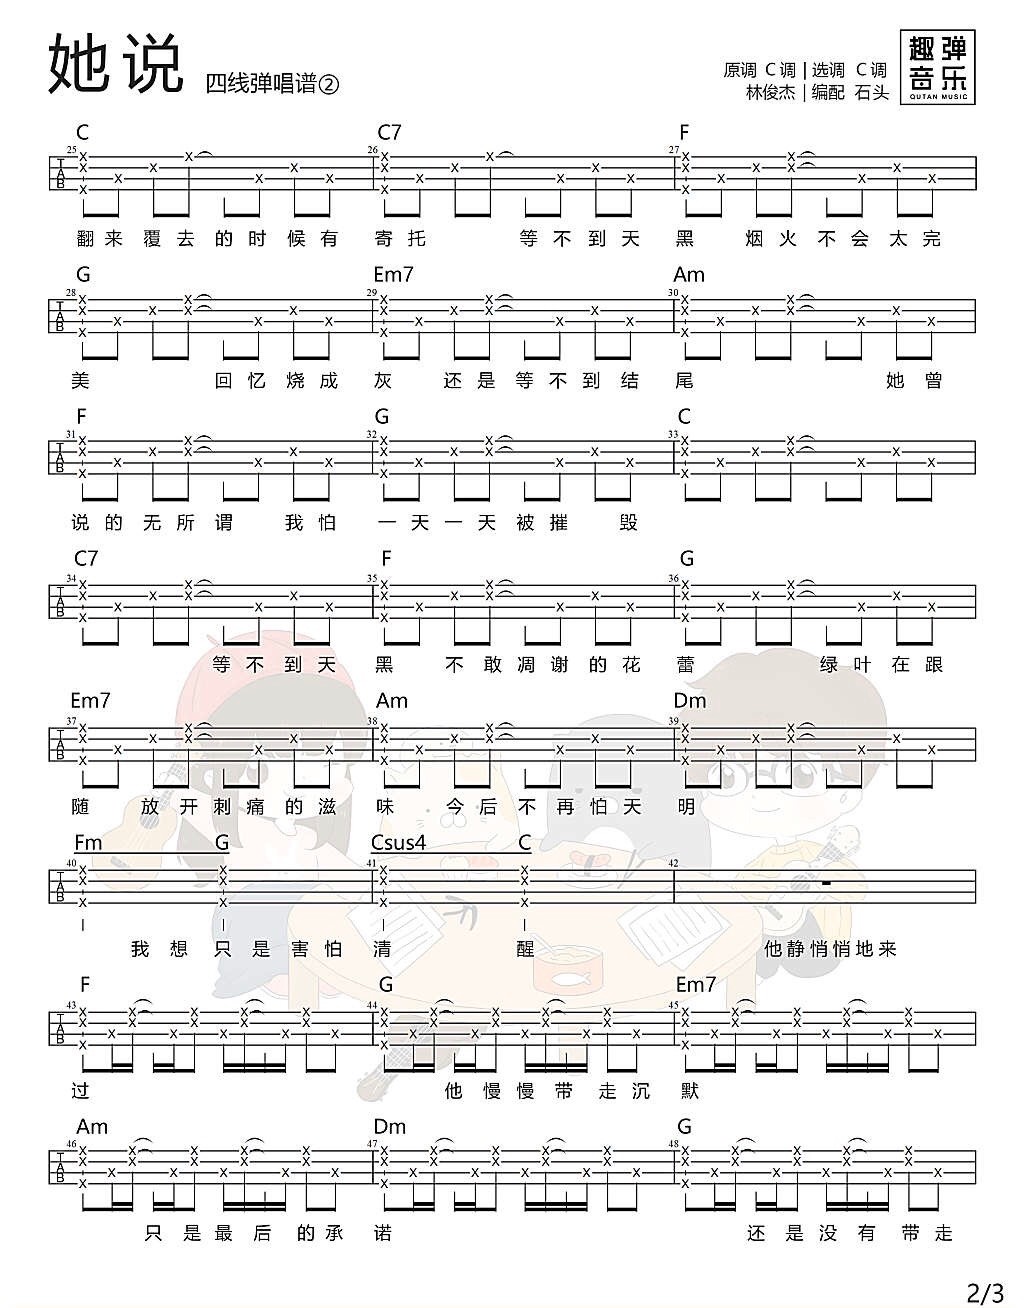 她说 四线弹唱谱②
原调 C调 | 选调 C调
林俊杰 | 编配 石头
趣弹
音乐
QUTAN MUSIC
C C7 F
25 26 27
TAB
翻来覆去的时候有寄托 等不到天黑 烟火不会太完
G Em7 Am
28 29 30
TAB
美 回忆烧成灰 还是等不到结尾 她曾
F G C
31 32 33
TAB
说的无所谓 我怕 一天一天被摧毁
C7 F G
34 35 36
TAB
等不到天黑 不敢凋谢的花蕾 绿叶在跟
Em7 Am Dm
37 38 39
TAB
随 放开刺痛的滋味 今后不再怕天明
Fm G Csus4 C
40 41 42
TAB
我想只是害怕清醒 他静悄悄地来
F G Em7
43 44 45
TAB
过 他慢慢带走沉默
Am Dm G
46 47 48
TAB
只是最后的承诺 还是没有带走
2/3